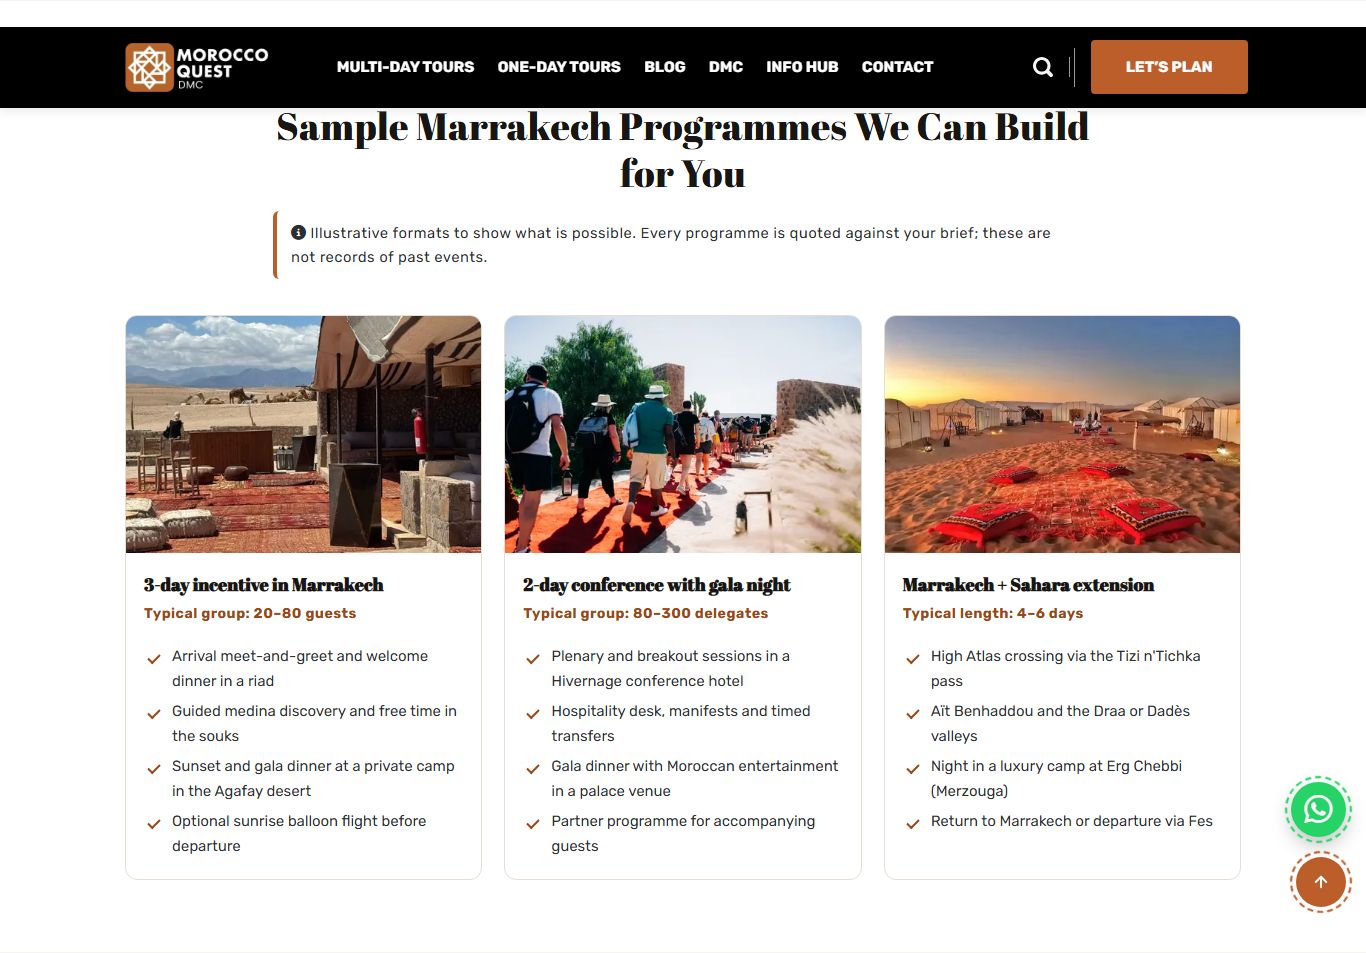 MOROCCO
QUEST
DMC
MULTI-DAY TOURS
ONE-DAY TOURS
BLOG
DMC
INFO HUB
CONTACT
LET'S PLAN
Sample Marrakech Programmes We Can Build
for You
Illustrative formats to show what is possible. Every programme is quoted against your brief; these are
not records of past events.
3-day incentive in Marrakech
Typical group: 20–80 guests
Arrival meet-and-greet and welcome
dinner in a riad
Guided medina discovery and free time in
the souks
Sunset and gala dinner at a private camp
in the Agafay desert
Optional sunrise balloon flight before
departure
2-day conference with gala night
Typical group: 80–300 delegates
Plenary and breakout sessions in a
Hivernage conference hotel
Hospitality desk, manifests and timed
transfers
Gala dinner with Moroccan entertainment
in a palace venue
Partner programme for accompanying
guests
Marrakech + Sahara extension
Typical length: 4–6 days
High Atlas crossing via the Tizi n'Tichka
pass
Aït Benhaddou and the Draa or Dadès
valleys
Night in a luxury camp at Erg Chebbi
(Merzouga)
Return to Marrakech or departure via Fes